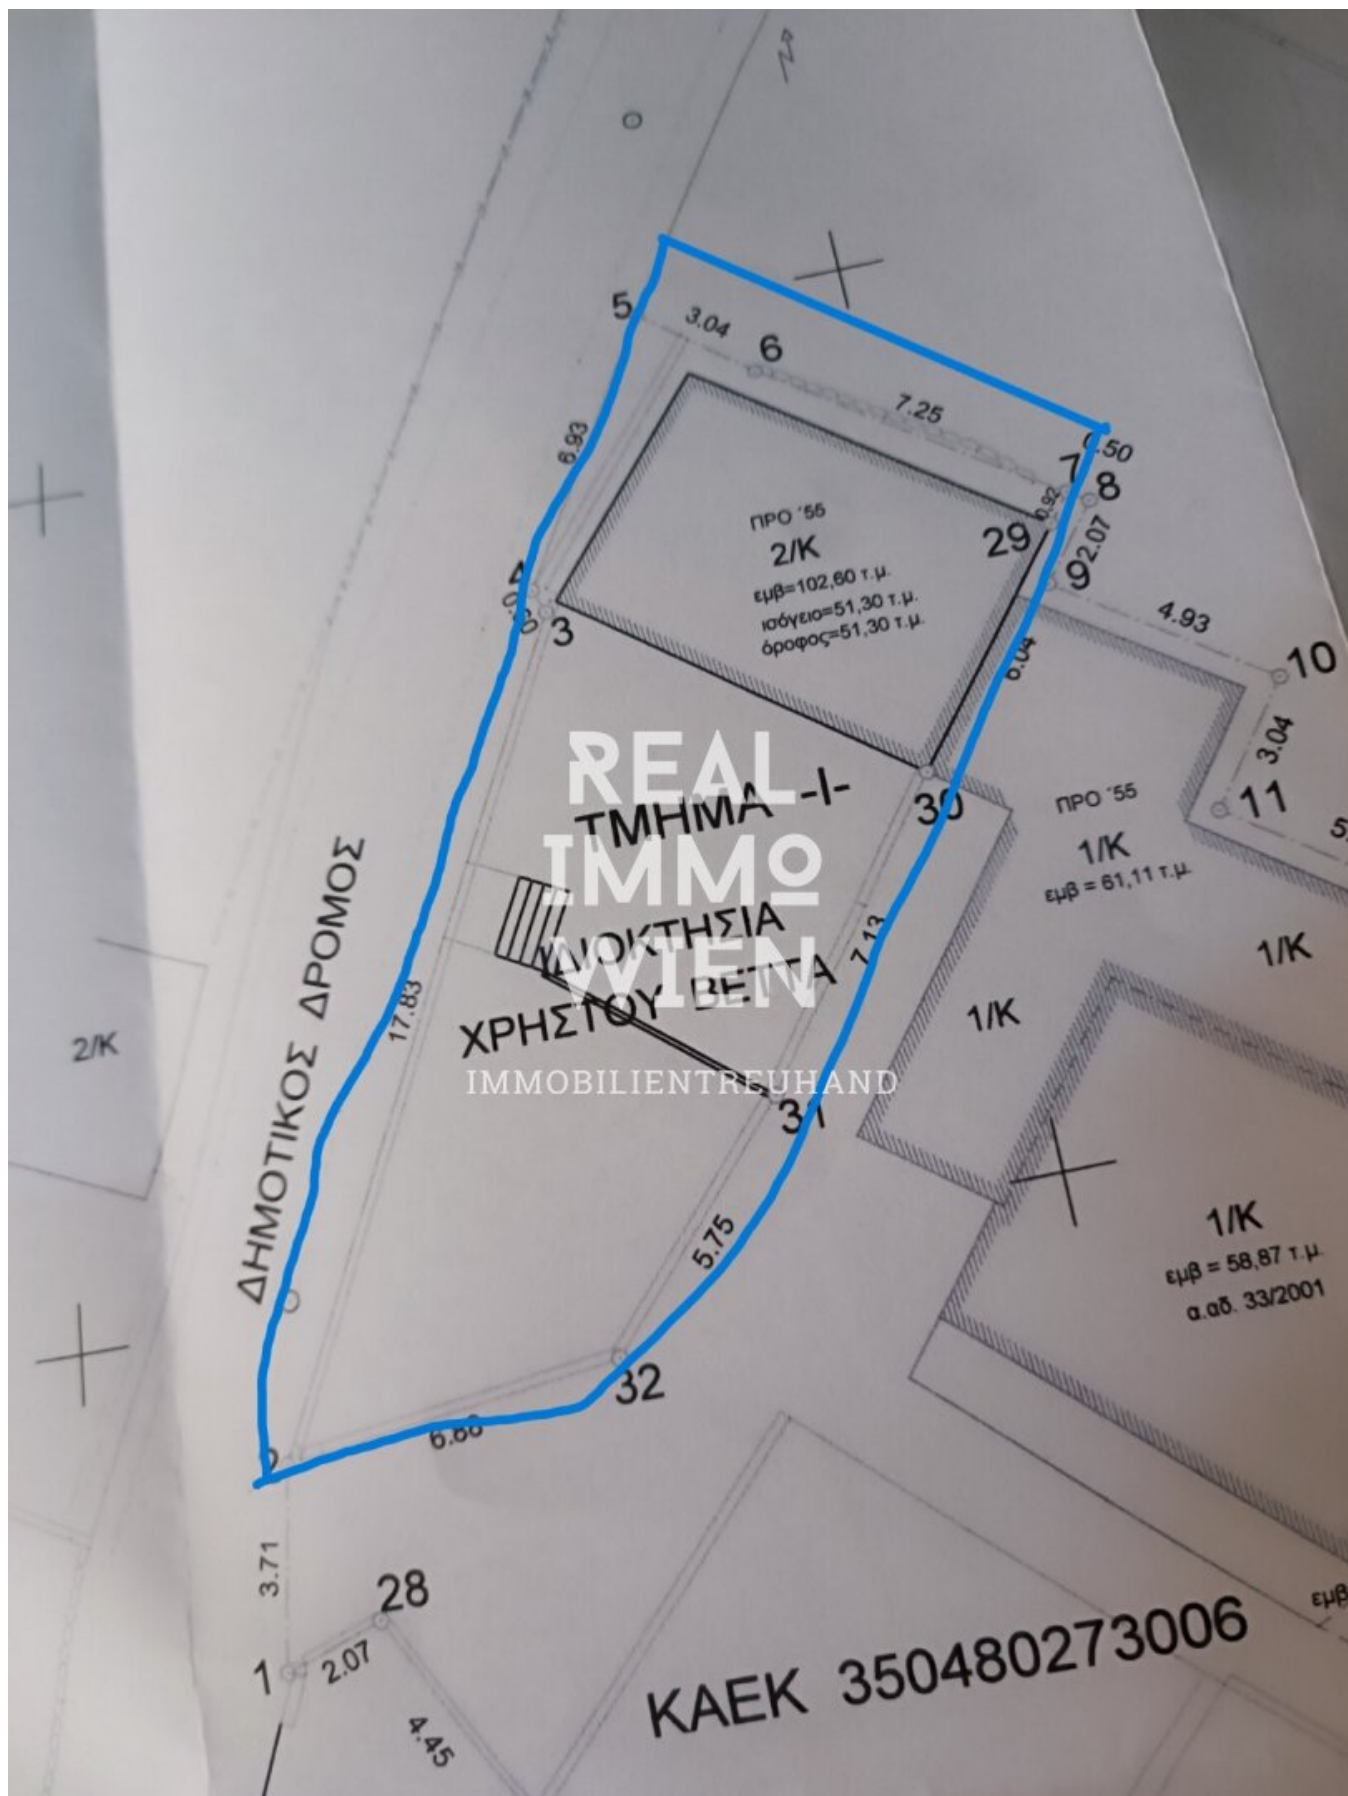 5
3.04
6
7.25
6.93
0.50
7
8
0.92
29
2.07
9
ΠΡΟ ΄55
2/Κ
εμβ=102,60 τ.μ.
ισόγειο=51,30 τ.μ.
όροφος=51,30 τ.μ.
4
3
4.93
10
6.04
3.04
REAL
ΤΜΗΜΑ -Ι-
30
ΠΡΟ ΄55
11
IMMO
1/Κ
εμβ = 61,11 τ.μ.
ΙΔΙΟΚΤΗΣΙΑ
7.13
WIEN
ΧΡΗΣΤΟΥ ΒΕΤΤΑ
1/Κ
1/Κ
17.83
2/Κ
ΔΗΜΟΤΙΚΟΣ ΔΡΟΜΟΣ
IMMOBILIENTREUHAND
31
5.75
1/Κ
εμβ = 58,87 τ.μ.
α.αδ. 33/2001
32
2
3.71
28
εμβ
1
2.07
4.45
ΚΑΕΚ 350480273006